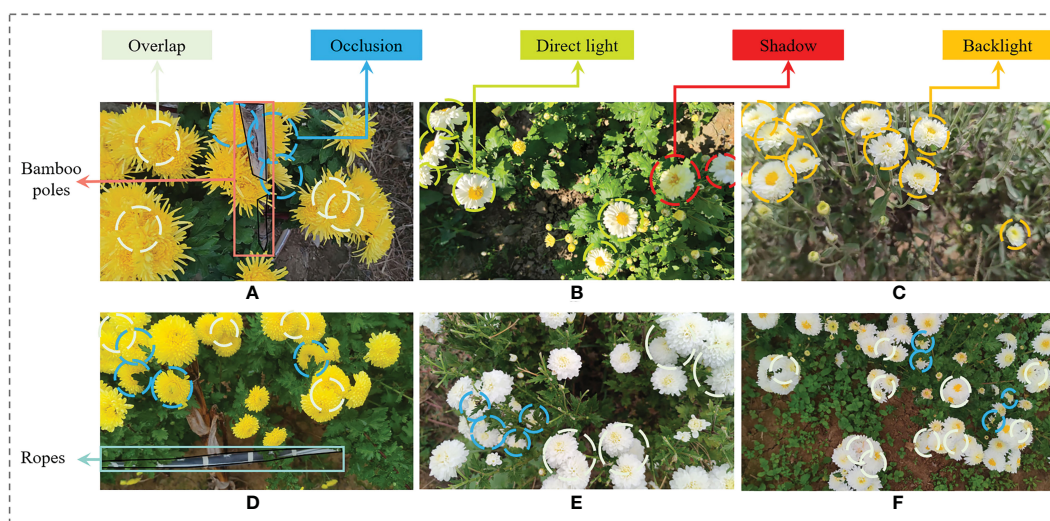 Overlap
Occlusion
Direct light
Shadow
Backlight
Bamboo
poles
A
B
C
Ropes
D
E
F